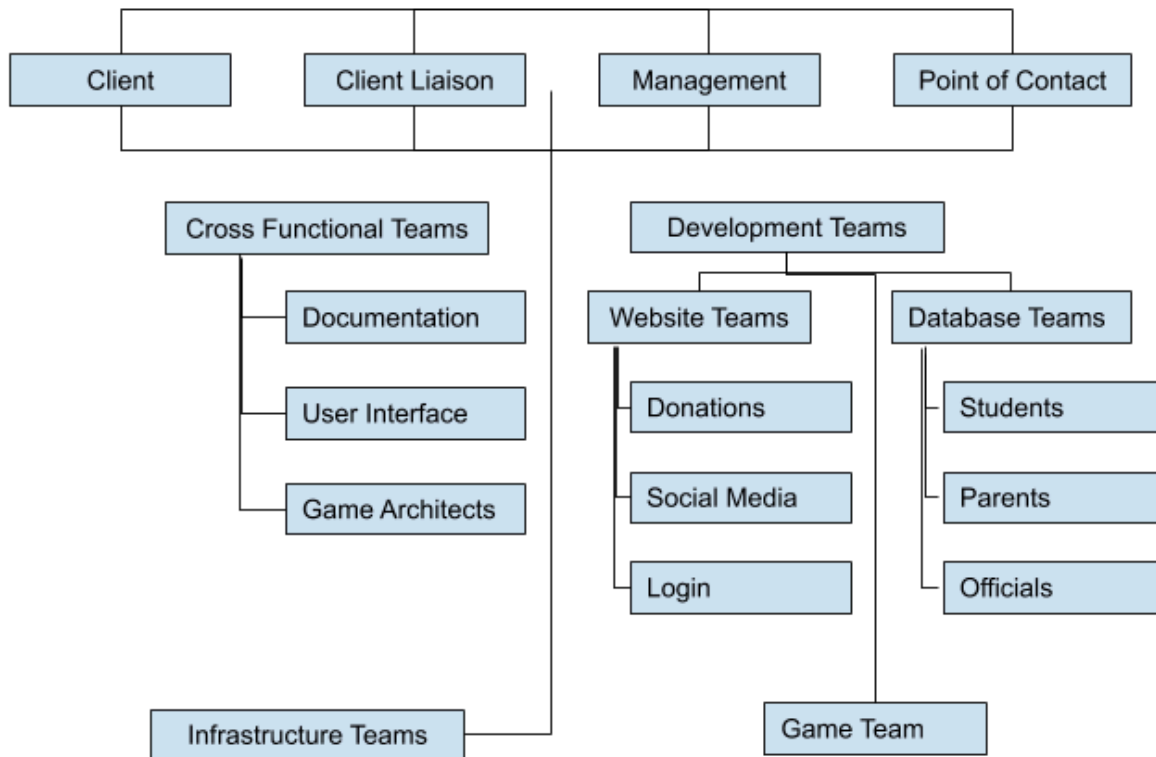 Client
Client Liaison
Management
Point of Contact
Cross Functional Teams
Documentation
User Interface
Game Architects
Development Teams
Website Teams
Donations
Social Media
Login
Database Teams
Students
Parents
Officials
Infrastructure Teams
Game Team